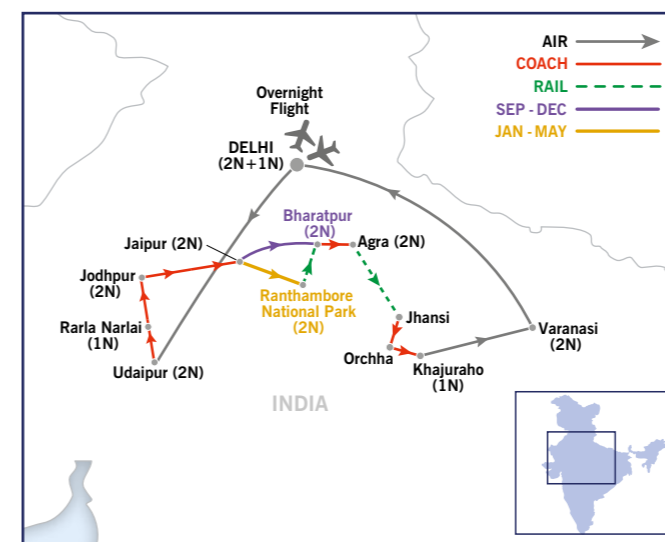 AIR
COACH
RAIL
SEP - DEC
JAN - MAY
Overnight
Flight
DELHI
(2N+1N)
Bharatpur
(2N)
Jaipur (2N)
Agra (2N)
Jodhpur
(2N)
Ranthambore
National Park
(2N)
Rarla Narlai
(1N)
Jhansi
Varanasi
(2N)
Orchha
Udaipur (2N)
Khajuraho
(1N)
INDIA